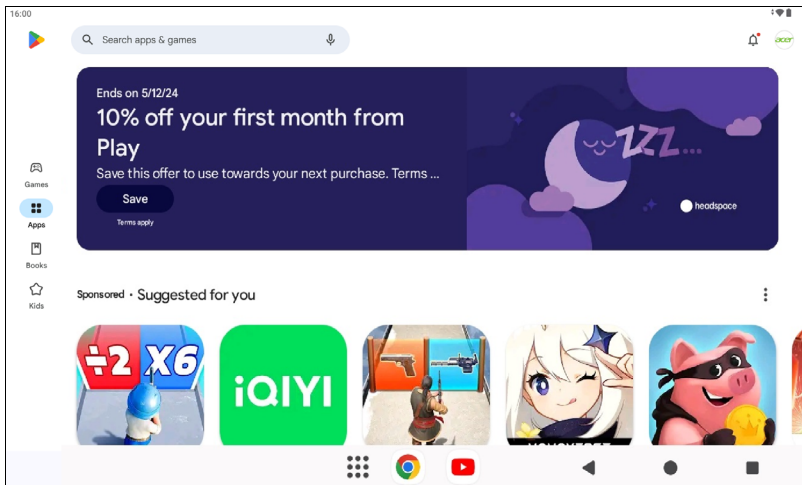 16:00
Search apps & games
acer
Ends on 5/12/24
10% off your first month from
Play
Save this offer to use towards your next purchase. Terms ...
Save
Terms apply
ZZZ...
headspace
Games
Apps
Books
Kids
Sponsored · Suggested for you
÷2 X6
iQIYI